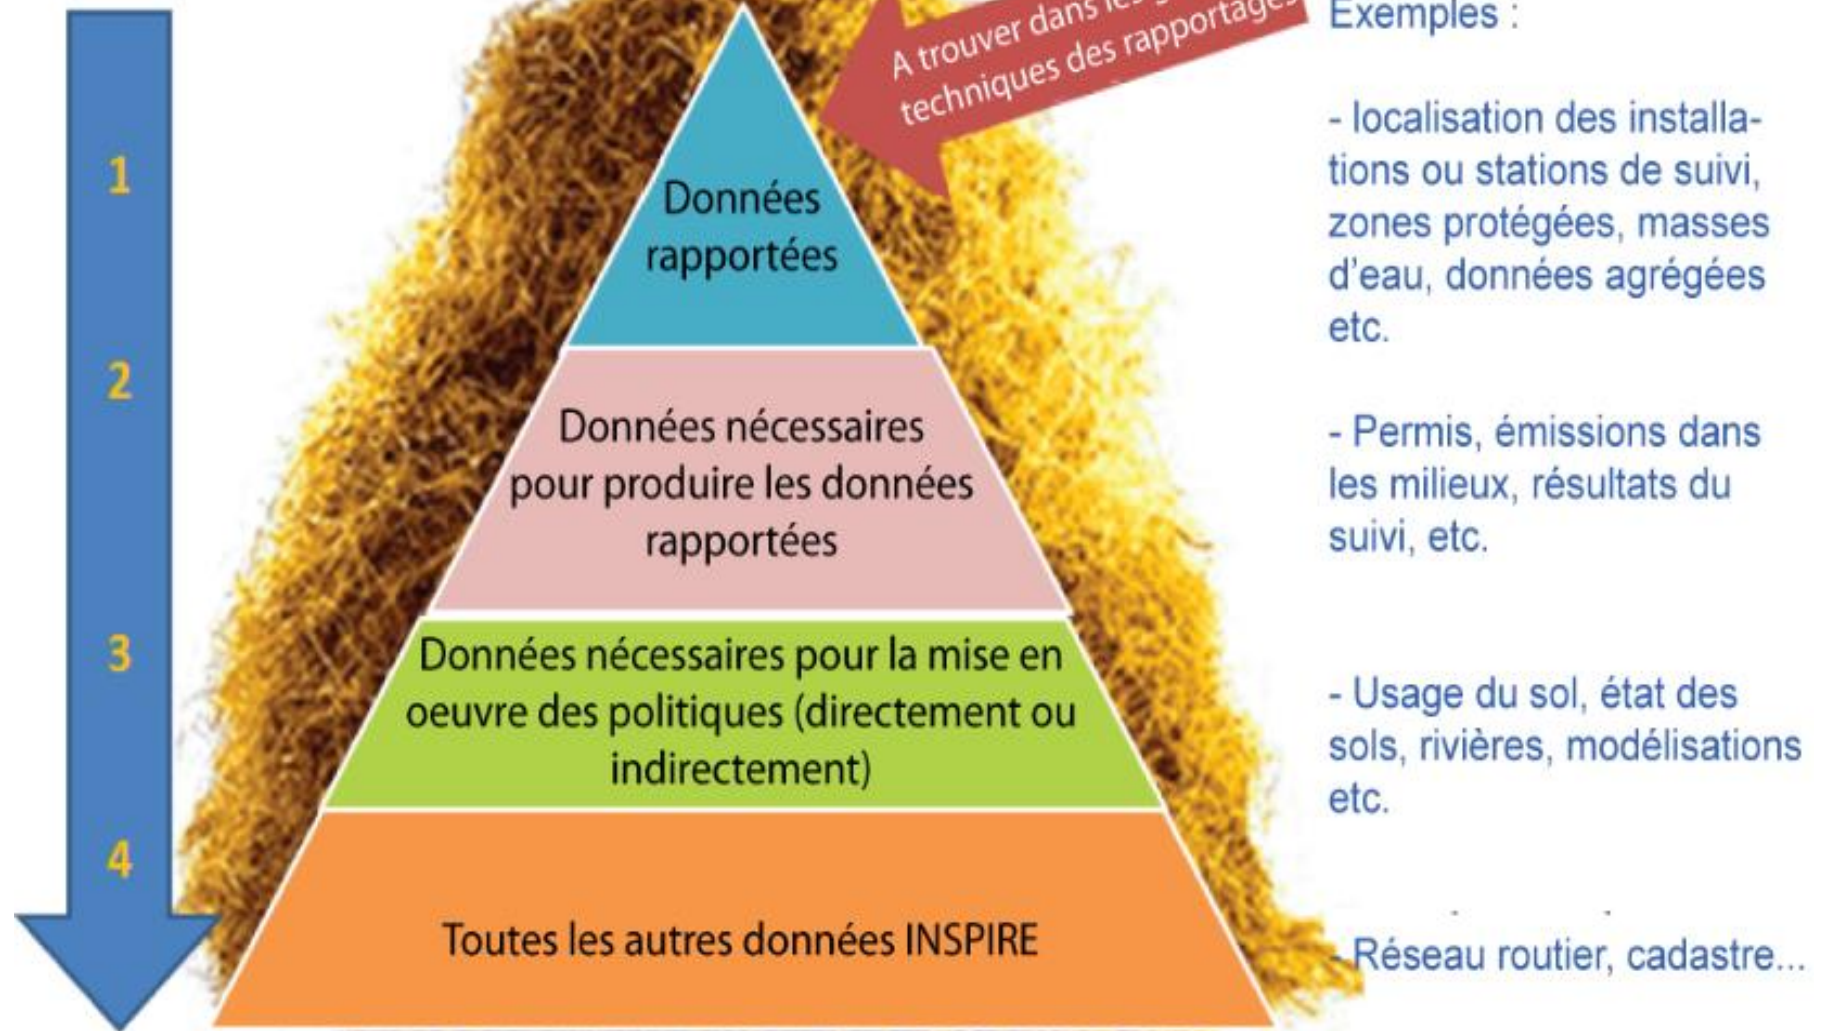 A trouver dans les
techniques des rapportages
Exemples :
1
2
3
4
Données
rapportées
Données nécessaires
pour produire les données
rapportées
Données nécessaires pour la mise en
oeuvre des politiques (directement ou
indirectement)
Toutes les autres données INSPIRE
- localisation des installa-
tions ou stations de suivi,
zones protégées, masses
d’eau, données agrégées
etc.
- Permis, émissions dans
les milieux, résultats du
suivi, etc.
- Usage du sol, état des
sols, rivières, modélisations
etc.
- Réseau routier, cadastre...